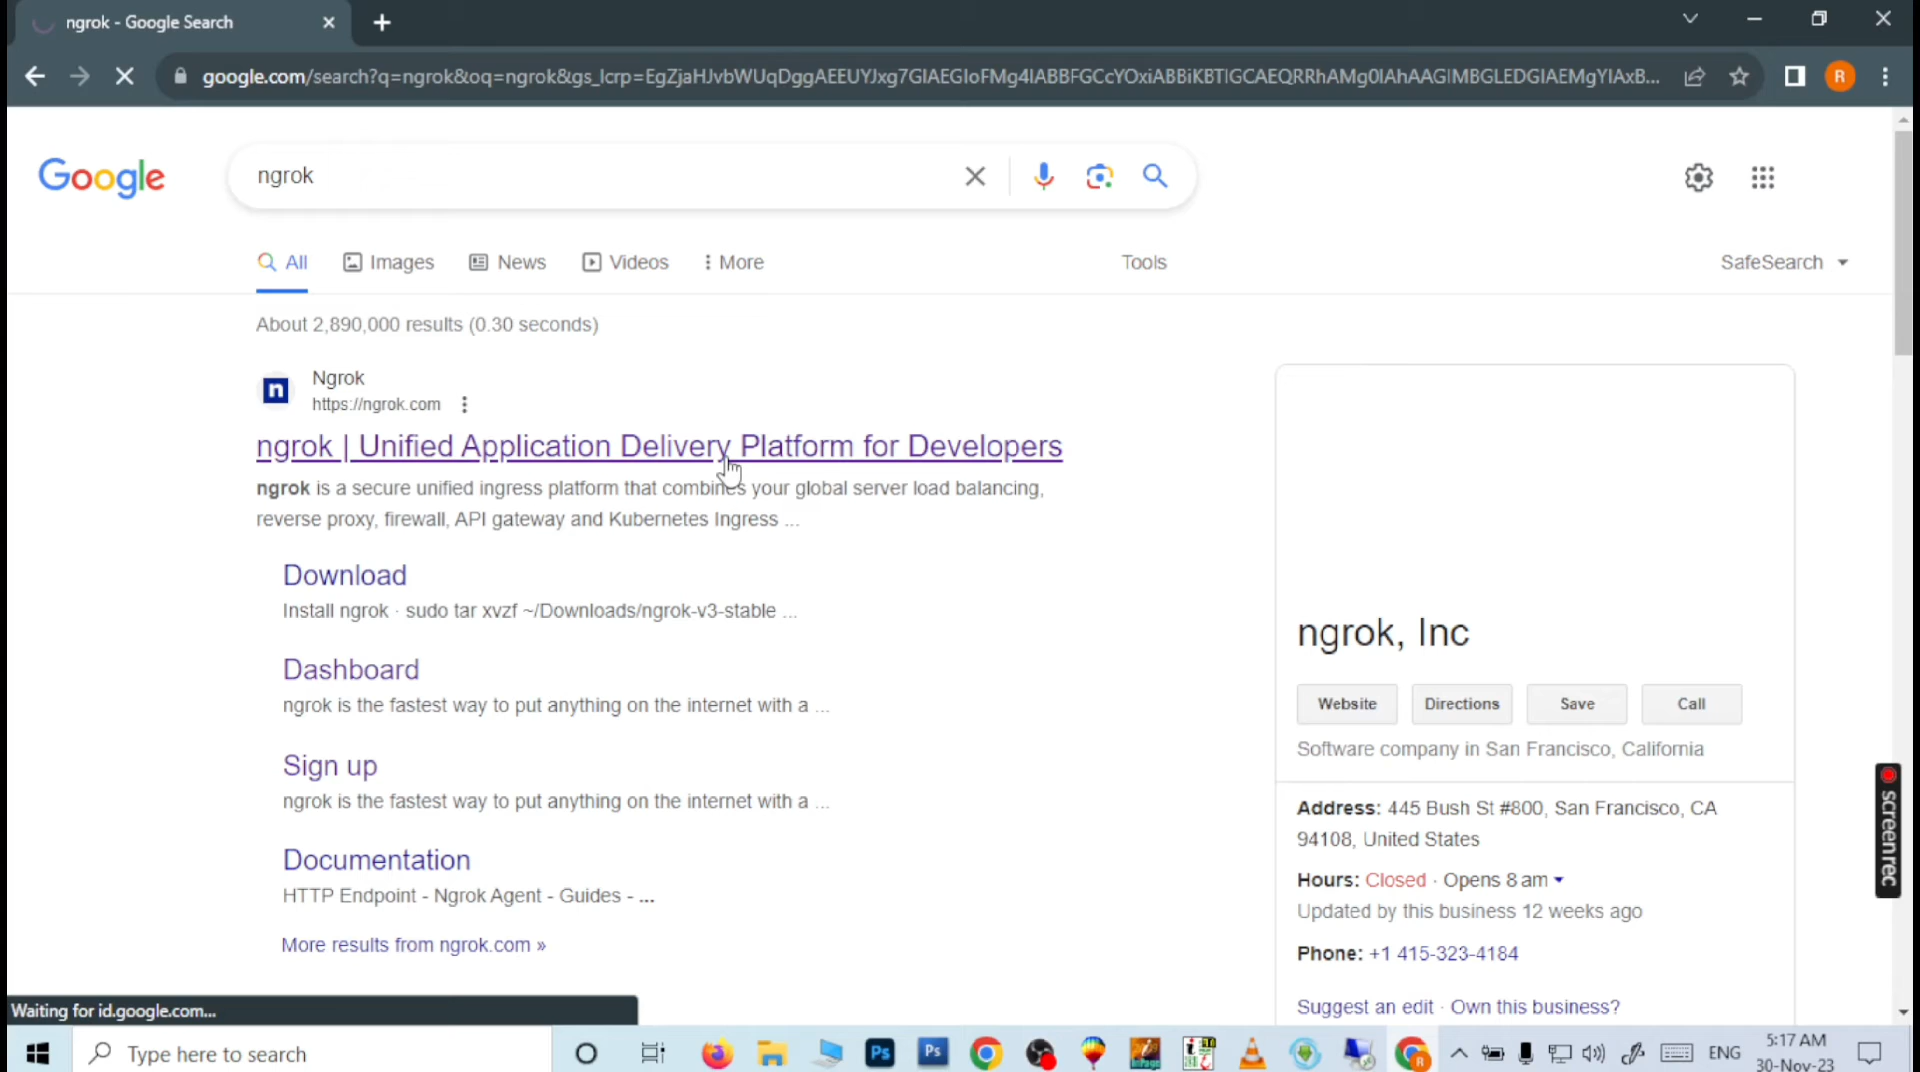 ngrok - Google Search
google.com/search?q=ngrok&oq=ngrok&gs_lcrp=EgZjaHJvbWUqDggAEEUYJxg7GIAEGIoFMg4IABBFGCcYOxiABBiKBTIGCAEQRRhAMg0IAhAAGIMBGLEDGIAEMgYIAxB...
R
Google
ngrok
All
Images
News
Videos
More
Tools
SafeSearch
About 2,890,000 results (0.30 seconds)
n
Ngrok
https://ngrok.com
ngrok | Unified Application Delivery Platform for Developers
ngrok is a secure unified ingress platform that combines your global server load balancing,
reverse proxy, firewall, API gateway and Kubernetes Ingress ...
Download
Install ngrok · sudo tar xvzf ~/Downloads/ngrok-v3-stable ...
Dashboard
ngrok is the fastest way to put anything on the internet with a ...
Sign up
ngrok is the fastest way to put anything on the internet with a ...
Documentation
HTTP Endpoint - Ngrok Agent - Guides - ...
More results from ngrok.com »
ngrok, Inc
Website
Directions
Save
Call
Software company in San Francisco, California
Address: 445 Bush St #800, San Francisco, CA
94108, United States
Hours: Closed · Opens 8 am
Updated by this business 12 weeks ago
Phone: +1 415-323-4184
Suggest an edit · Own this business?
screenrec
Waiting for id.google.com...
Type here to search
Ps
Ps
R
ENG
5:17 AM
30-Nov-23